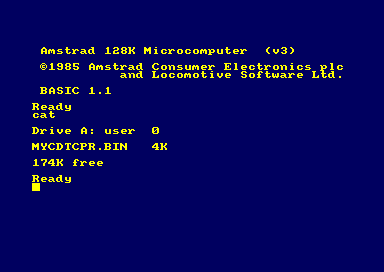 Amstrad 128K Microcomputer  (v3)
©1985 Amstrad Consumer Electronics plc
and Locomotive Software Ltd.
BASIC 1.1
Ready
cat
Drive A: user  0
MYCDTCPR.BIN   4K
174K free
Ready